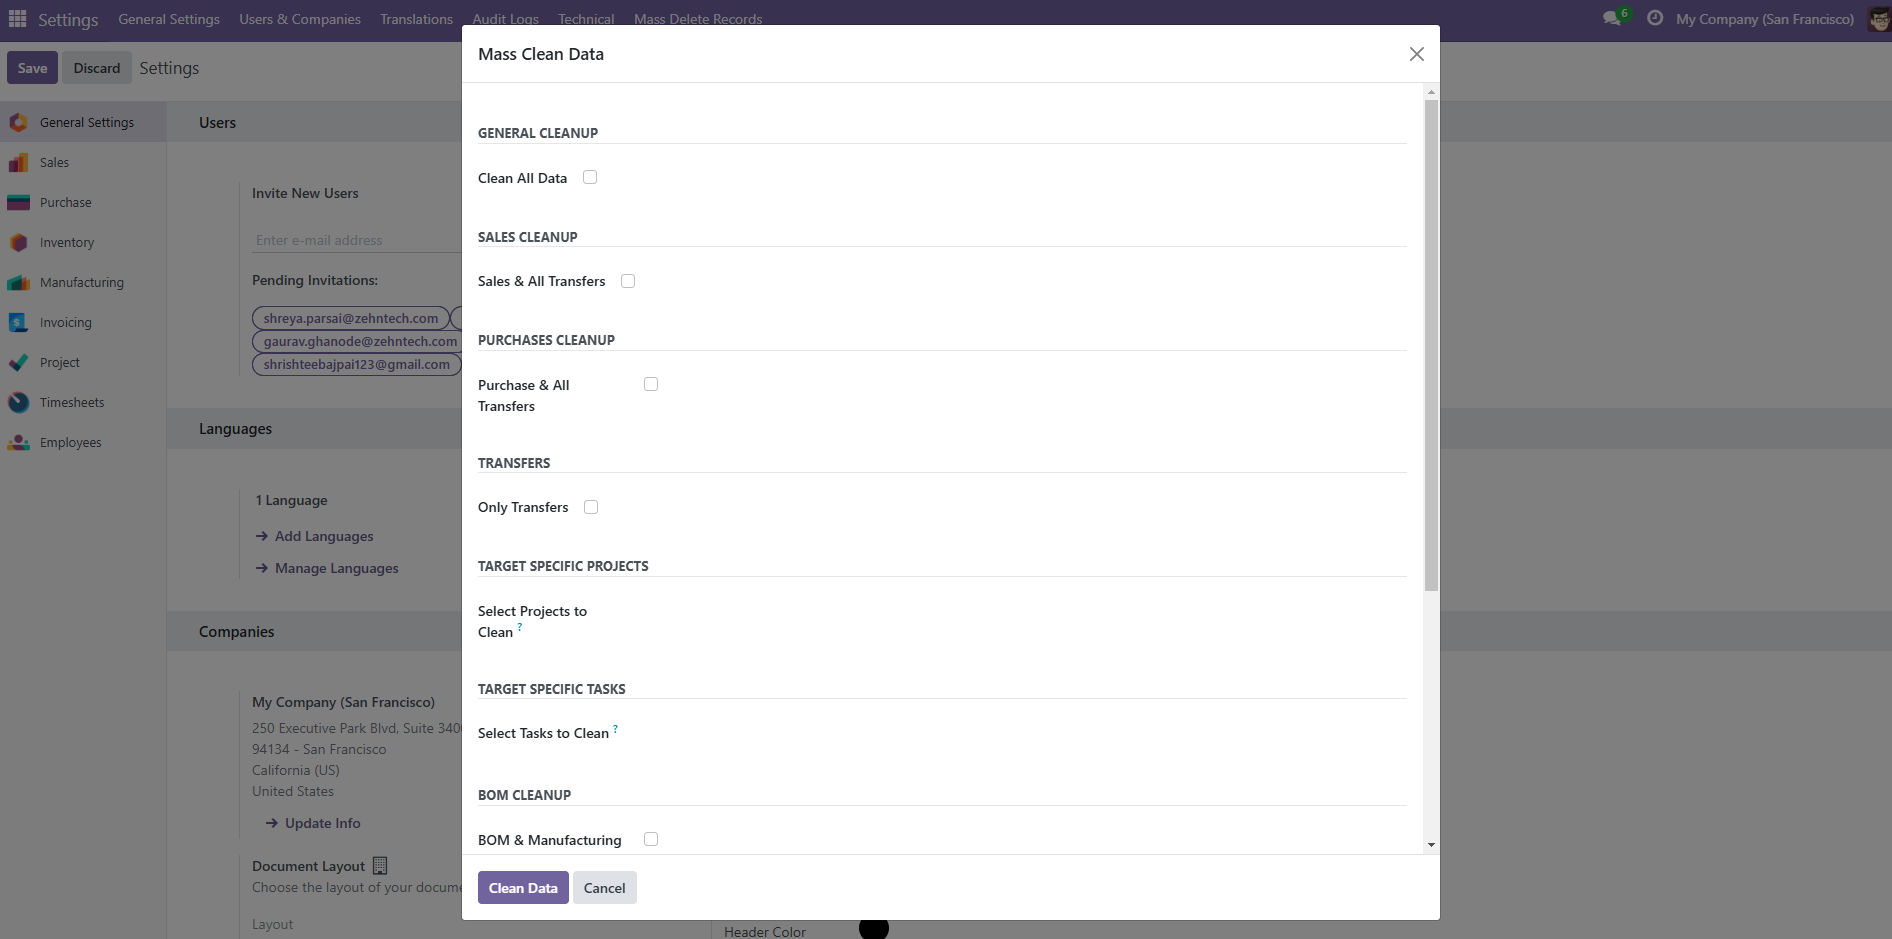 Settings General Settings Users & Companies Translations Audit Logs Technical Mass Delete Records 6 My Company (San Francisco)
Save Discard Settings
General Settings
Sales
Purchase
Inventory
Manufacturing
Invoicing
Project
Timesheets
Employees
Users
Invite New Users
Enter e-mail address
Pending Invitations:
shreya.parsai@zehntech.com
gaurav.ghanode@zehntech.com
shrishteebajpai123@gmail.com
Languages
1 Language
Add Languages
Manage Languages
Companies
My Company (San Francisco)
250 Executive Park Blvd, Suite 340
94134 - San Francisco
California (US)
United States
Update Info
Document Layout
Choose the layout of your docume
Layout
Header Color
Mass Clean Data
GENERAL CLEANUP
Clean All Data
SALES CLEANUP
Sales & All Transfers
PURCHASES CLEANUP
Purchase & All
Transfers
TRANSFERS
Only Transfers
TARGET SPECIFIC PROJECTS
Select Projects to
Clean ?
TARGET SPECIFIC TASKS
Select Tasks to Clean ?
BOM CLEANUP
BOM & Manufacturing
Clean Data Cancel